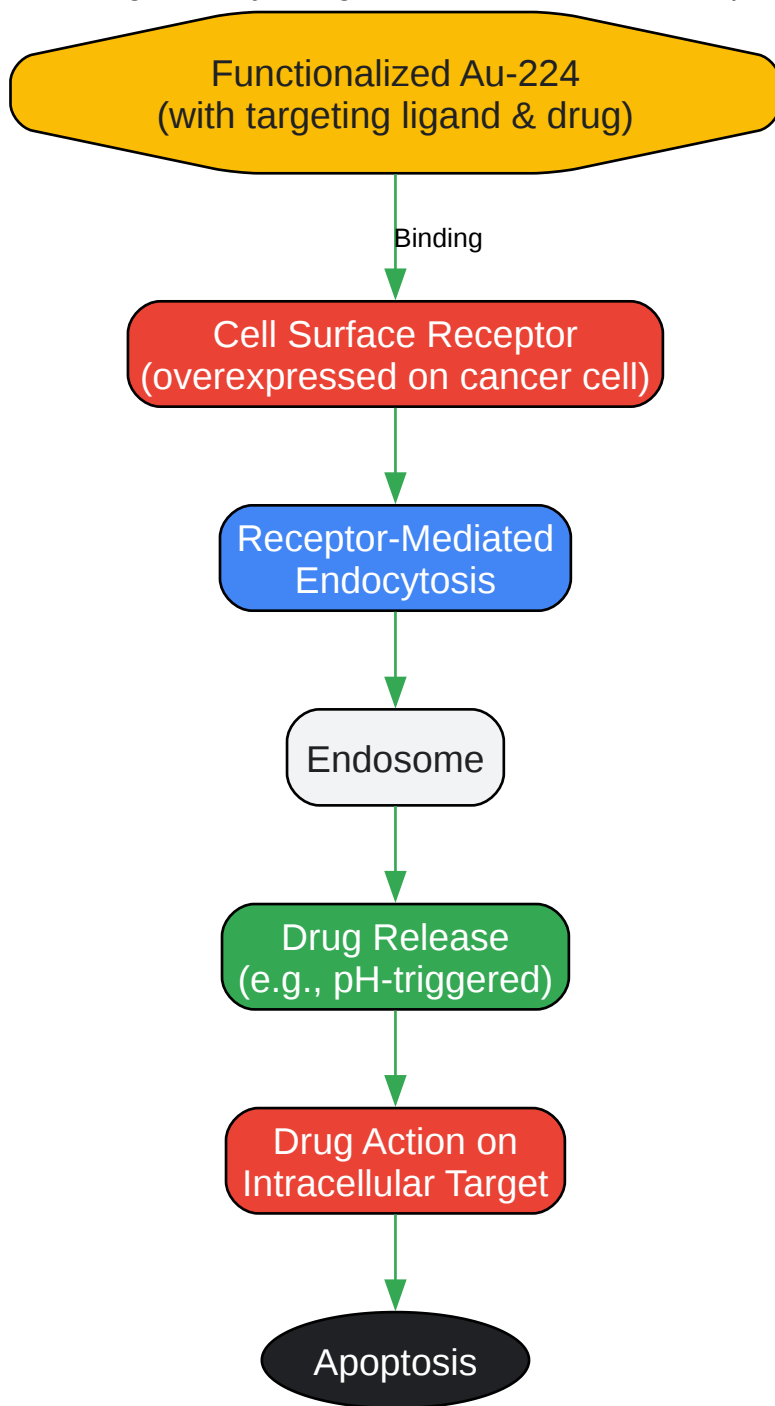 Functionalized Au-224
(with targeting ligand & drug)
Binding
Cell Surface Receptor
(overexpressed on cancer cell)
Receptor-Mediated
Endocytosis
Endosome
Drug Release
(e.g., pH-triggered)
Drug Action on
Intracellular Target
Apoptosis